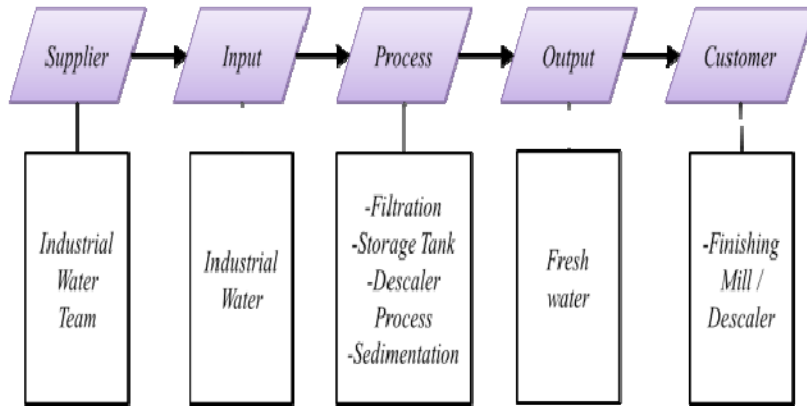 Supplier
Input
Process
Output
Customer
Industrial
Water
Team
Industrial
Water
-Filtration
-Storage Tank
-Descaler
Process
-Sedimentation
Fresh
water
-Finishing
Mill /
Descaler